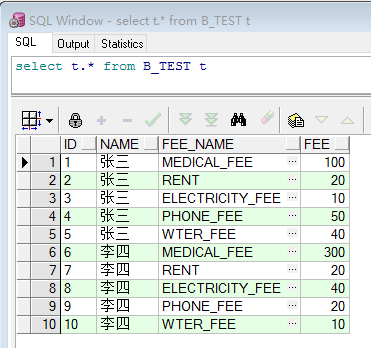 SQL Window - select t.* from B_TEST t
SQL Output Statistics
select t.* from B_TEST t
ID NAME FEE_NAME FEE
1 1 张三 MEDICAL_FEE ... 100
2 2 张三 RENT ... 20
3 3 张三 ELECTRICITY_FEE ... 10
4 4 张三 PHONE_FEE ... 50
5 5 张三 WTER_FEE ... 40
6 6 李四 MEDICAL_FEE ... 300
7 7 李四 RENT ... 20
8 8 李四 ELECTRICITY_FEE ... 40
9 9 李四 PHONE_FEE ... 20
10 10 李四 WTER_FEE ... 10